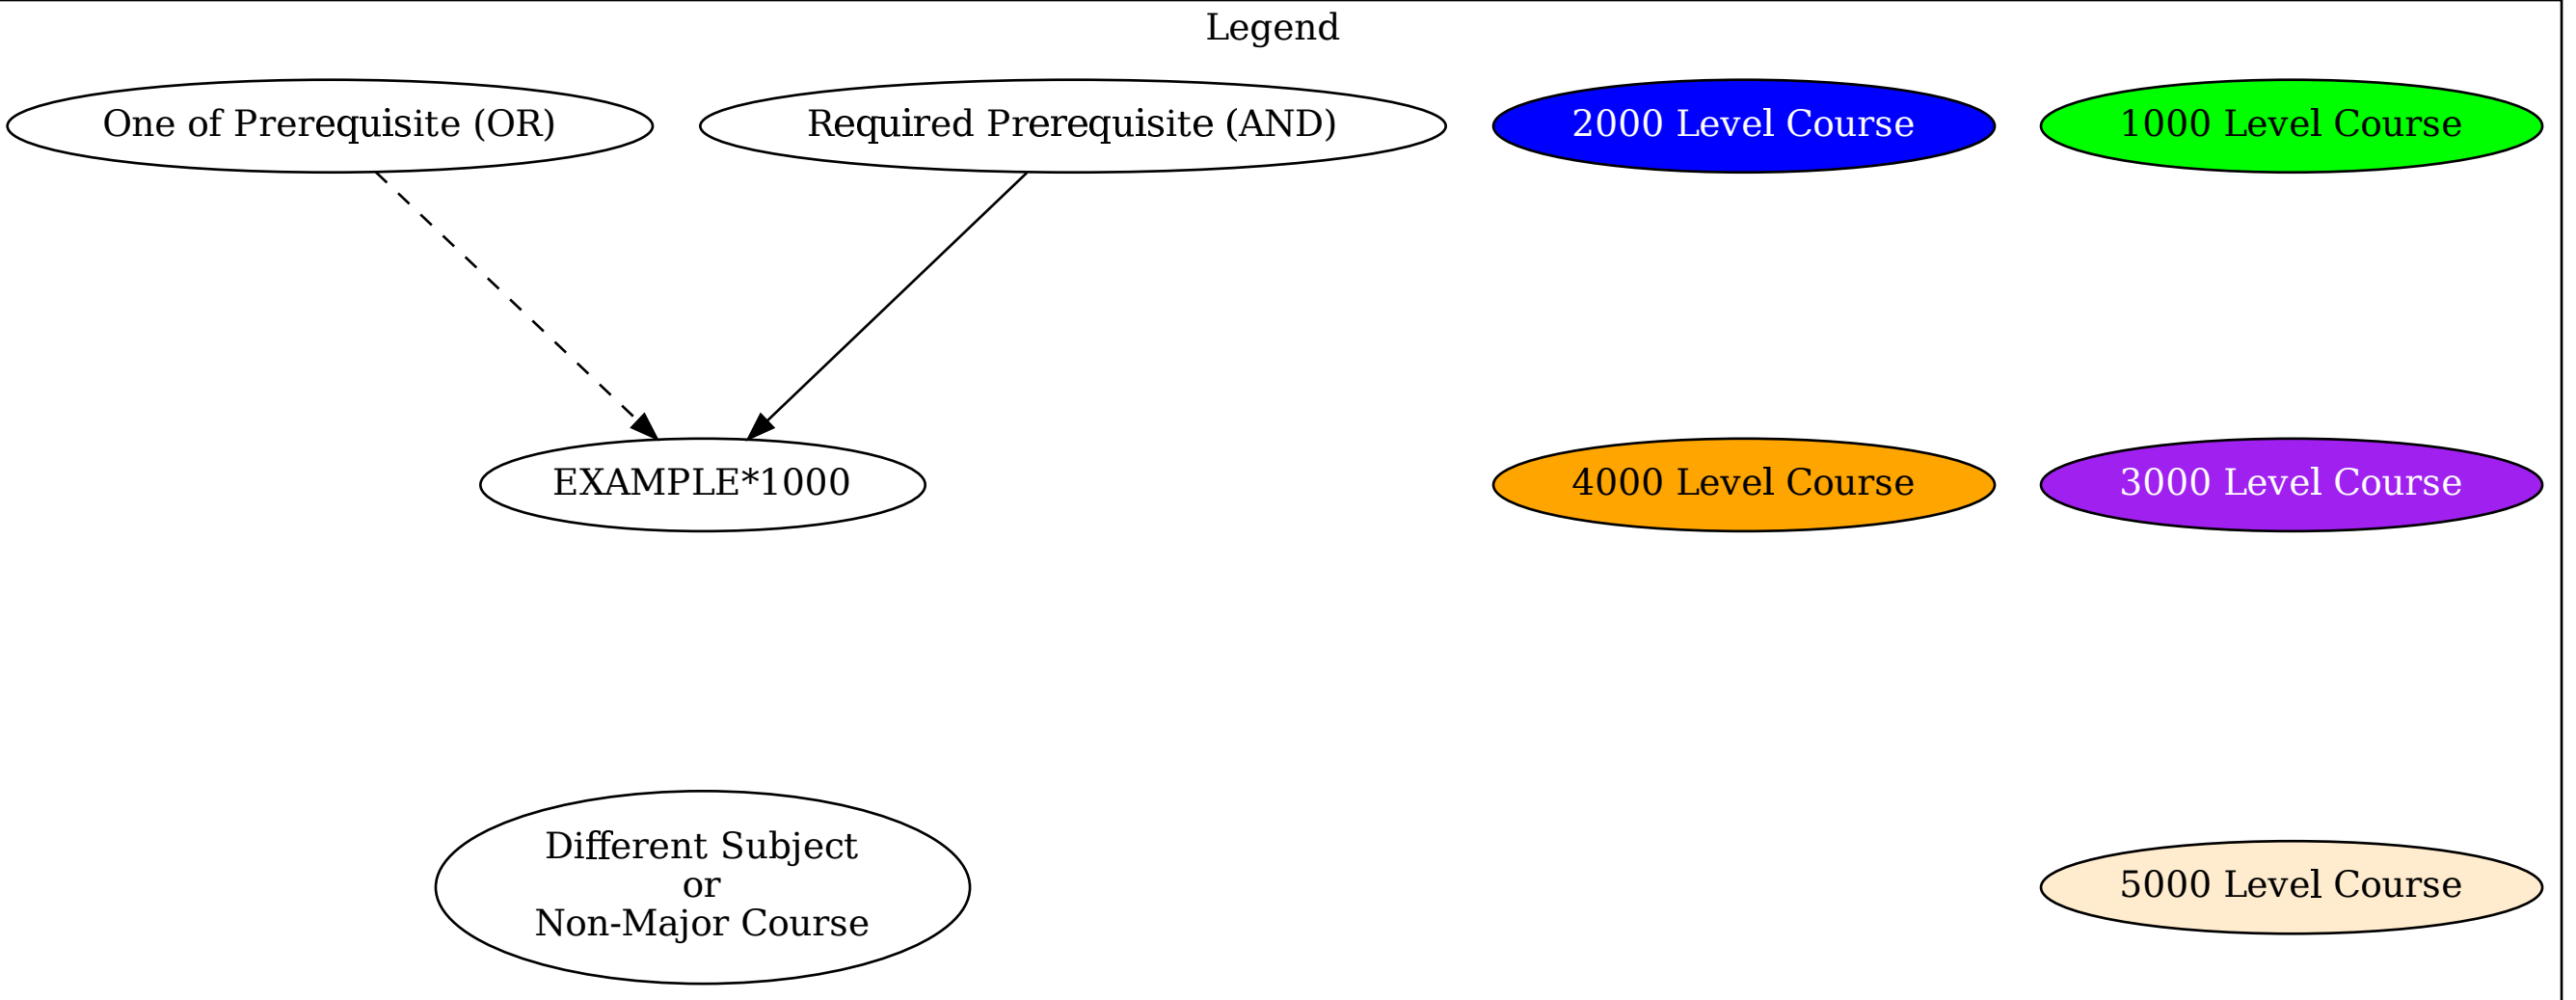 Legend
One of Prerequisite (OR)
Required Prerequisite (AND)
2000 Level Course
1000 Level Course
EXAMPLE*1000
4000 Level Course
3000 Level Course
Different Subject
or
Non-Major Course
5000 Level Course